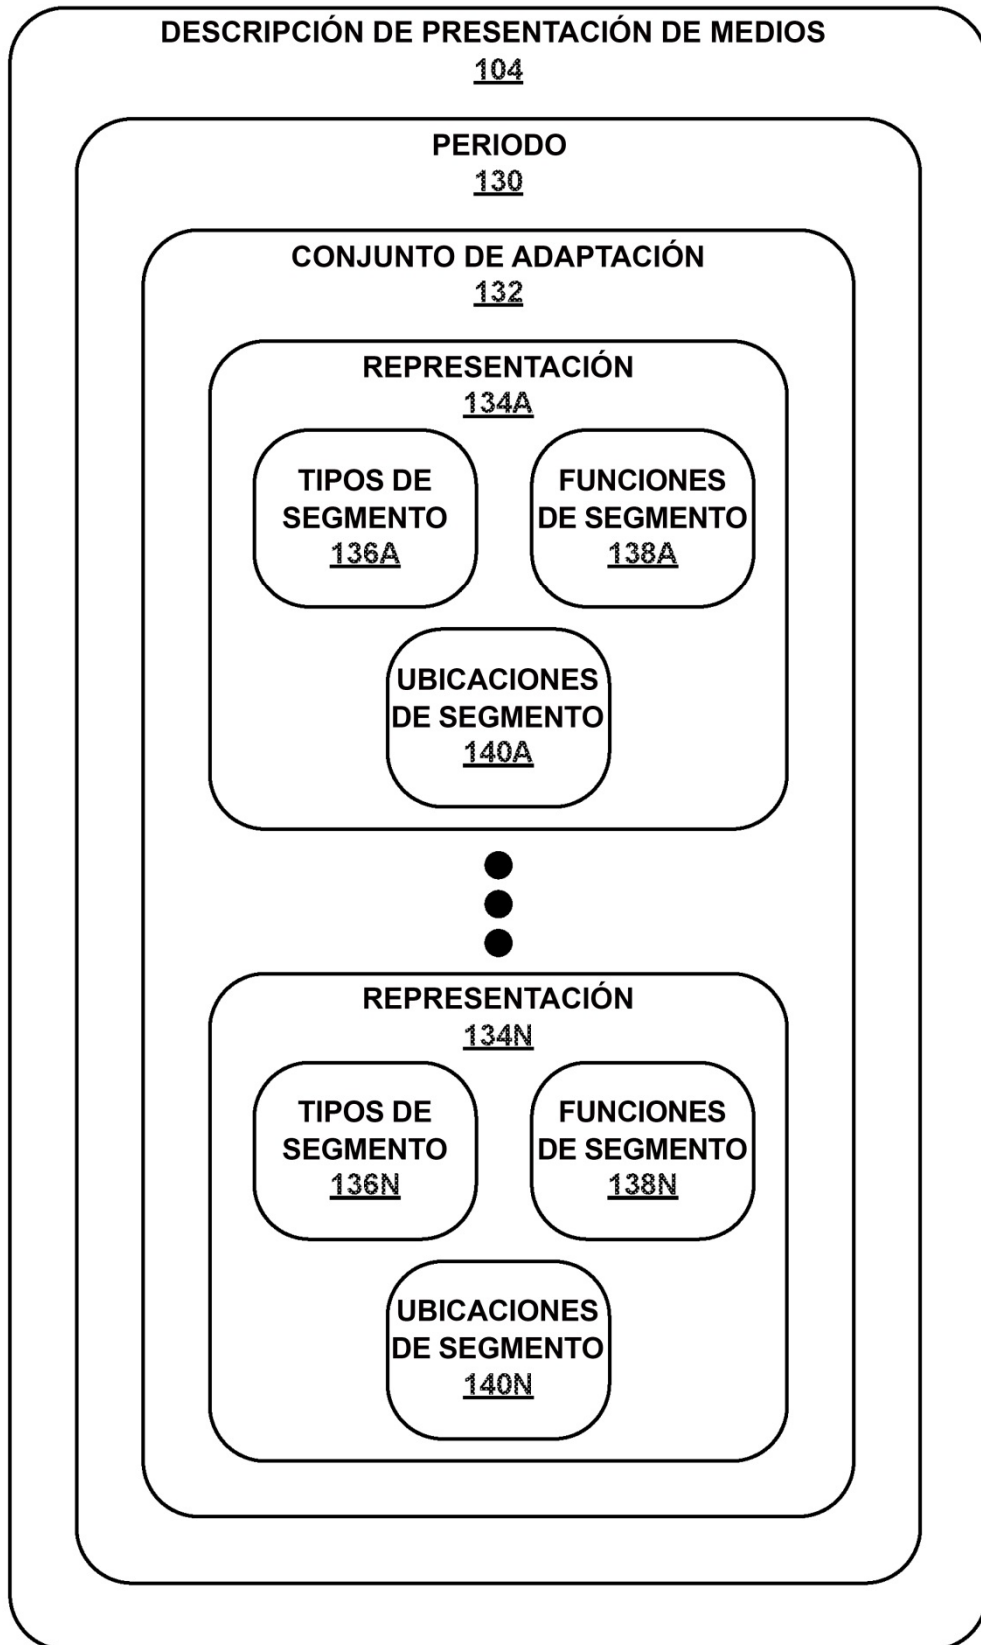 DESCRIPCIÓN DE PRESENTACIÓN DE MEDIOS
104
PERIODO
130
CONJUNTO DE ADAPTACIÓN
132
REPRESENTACIÓN
134A
TIPOS DE
SEGMENTO
136A
FUNCIONES
DE SEGMENTO
138A
UBICACIONES
DE SEGMENTO
140A
REPRESENTACIÓN
134N
TIPOS DE
SEGMENTO
136N
FUNCIONES
DE SEGMENTO
138N
UBICACIONES
DE SEGMENTO
140N